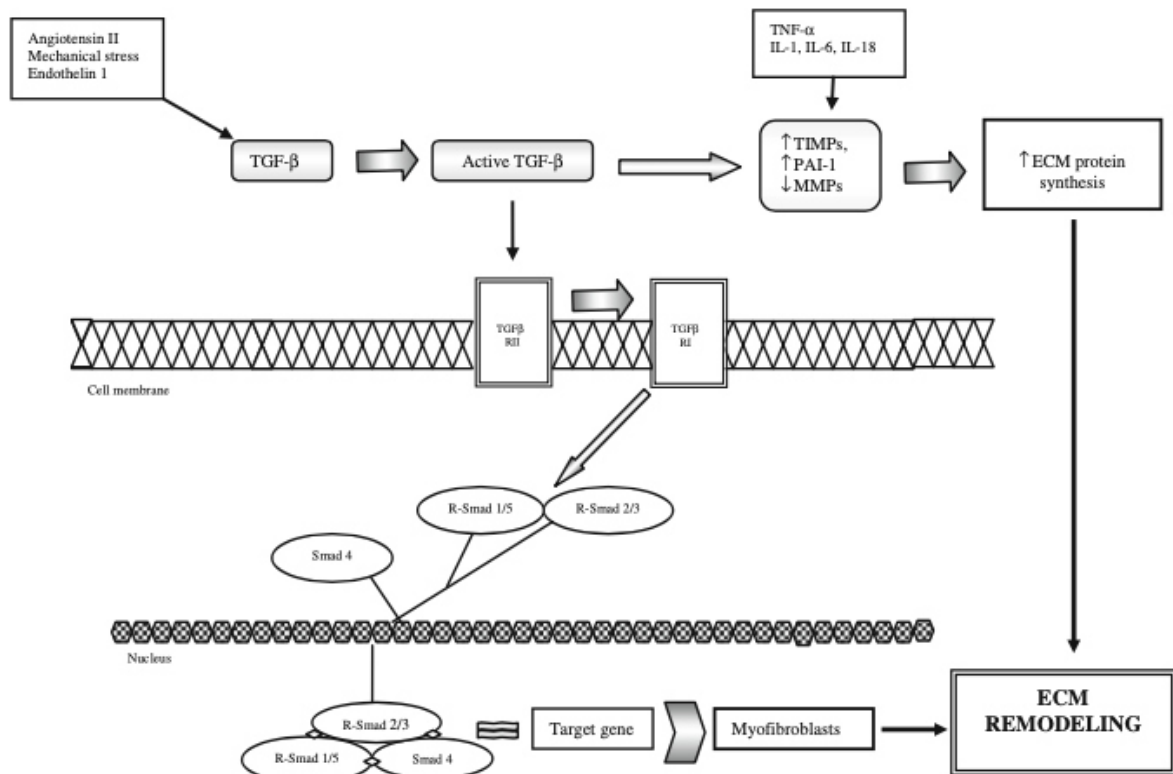 Angiotensin II
Mechanical stress
Endothelin 1
TNF-α
IL-1, IL-6, IL-18
TGF-β
Active TGF-β
↑TIMPs,
↑PAI-1
↓MMPs
↑ECM protein
synthesis
TGFβ
RII
TGFβ
RI
Cell membrane
R-Smad 1/5
R-Smad 2/3
Smad 4
Nucleus
R-Smad 2/3
R-Smad 1/5
Smad 4
Target gene
Myofibroblasts
ECM
REMODELING